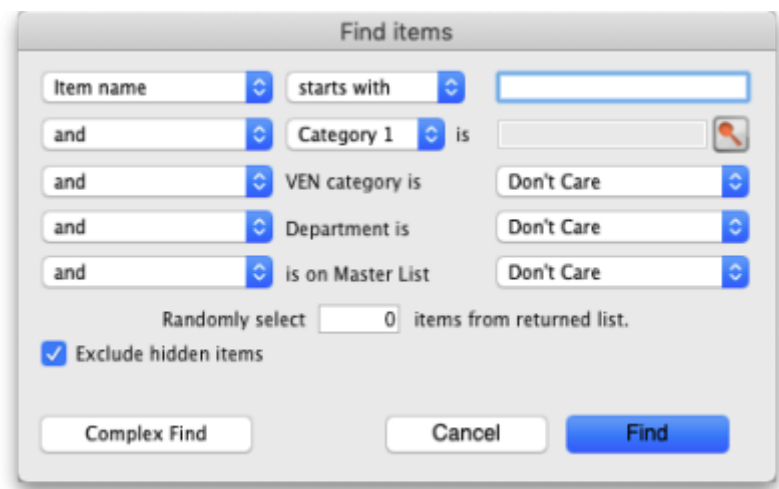 Find items
Item name starts with
and Category 1 is
and VEN category is Don't Care
and Department is Don't Care
and is on Master List Don't Care
Randomly select 0 items from returned list.
Exclude hidden items
Complex Find Cancel Find